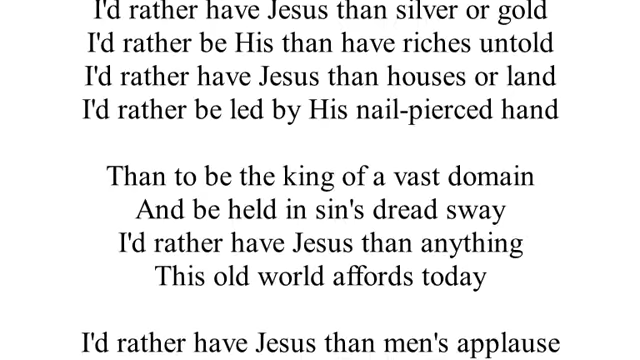 I'd rather have Jesus than silver or gold
I'd rather be His than have riches untold
I'd rather have Jesus than houses or land
I'd rather be led by His nail-pierced hand
Than to be the king of a vast domain
And be held in sin's dread sway
I'd rather have Jesus than anything
This old world affords today
I'd rather have Jesus than men's applause